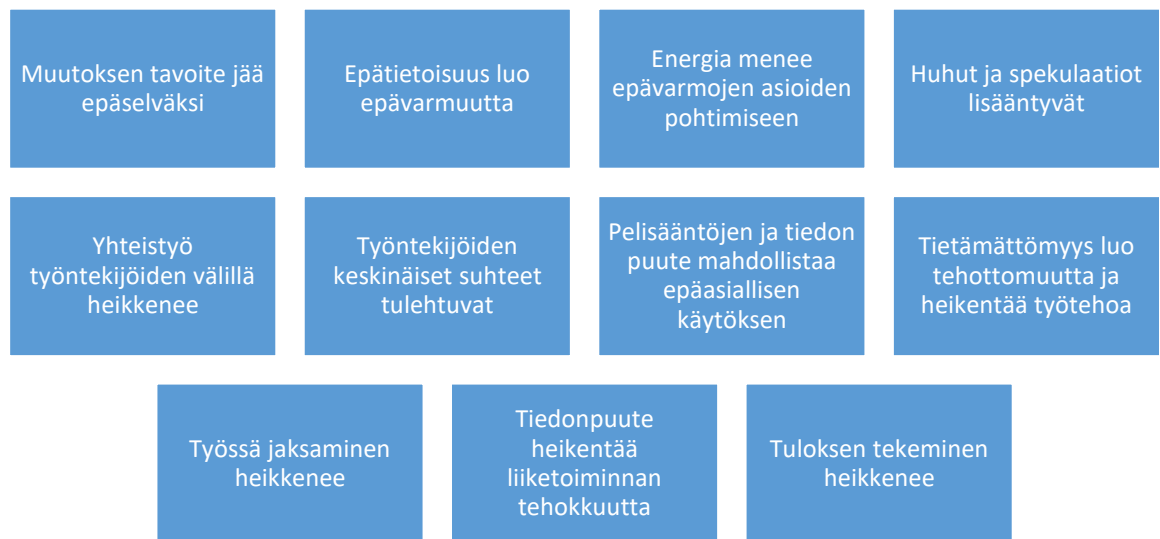 Muutoksen tavoite jää
epäselväksi
Epätietoisuus luo
epävarmuutta
Energia menee
epävarmojen asioiden
pohtimiseen
Huhut ja spekulaatiot
lisääntyvät
Yhteistyö
työntekijöiden välillä
heikkenee
Työntekijöiden
keskinäiset suhteet
tulehtuvat
Pelisääntöjen ja tiedon
puute mahdollistaa
epäasiallisen
käytöksen
Tietämättömyys luo
tehottomuutta ja
heikentää työtehoa
Työssä jaksaminen
heikkenee
Tiedonpuute
heikentää
liiketoiminnan
tehokkuutta
Tuloksen tekeminen
heikkenee